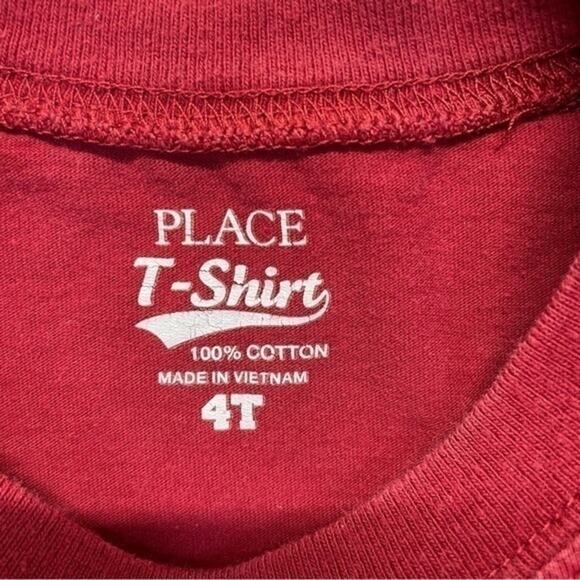 PLACE
T-Shirt
100% COTTON
MADE IN VIETNAM
4T